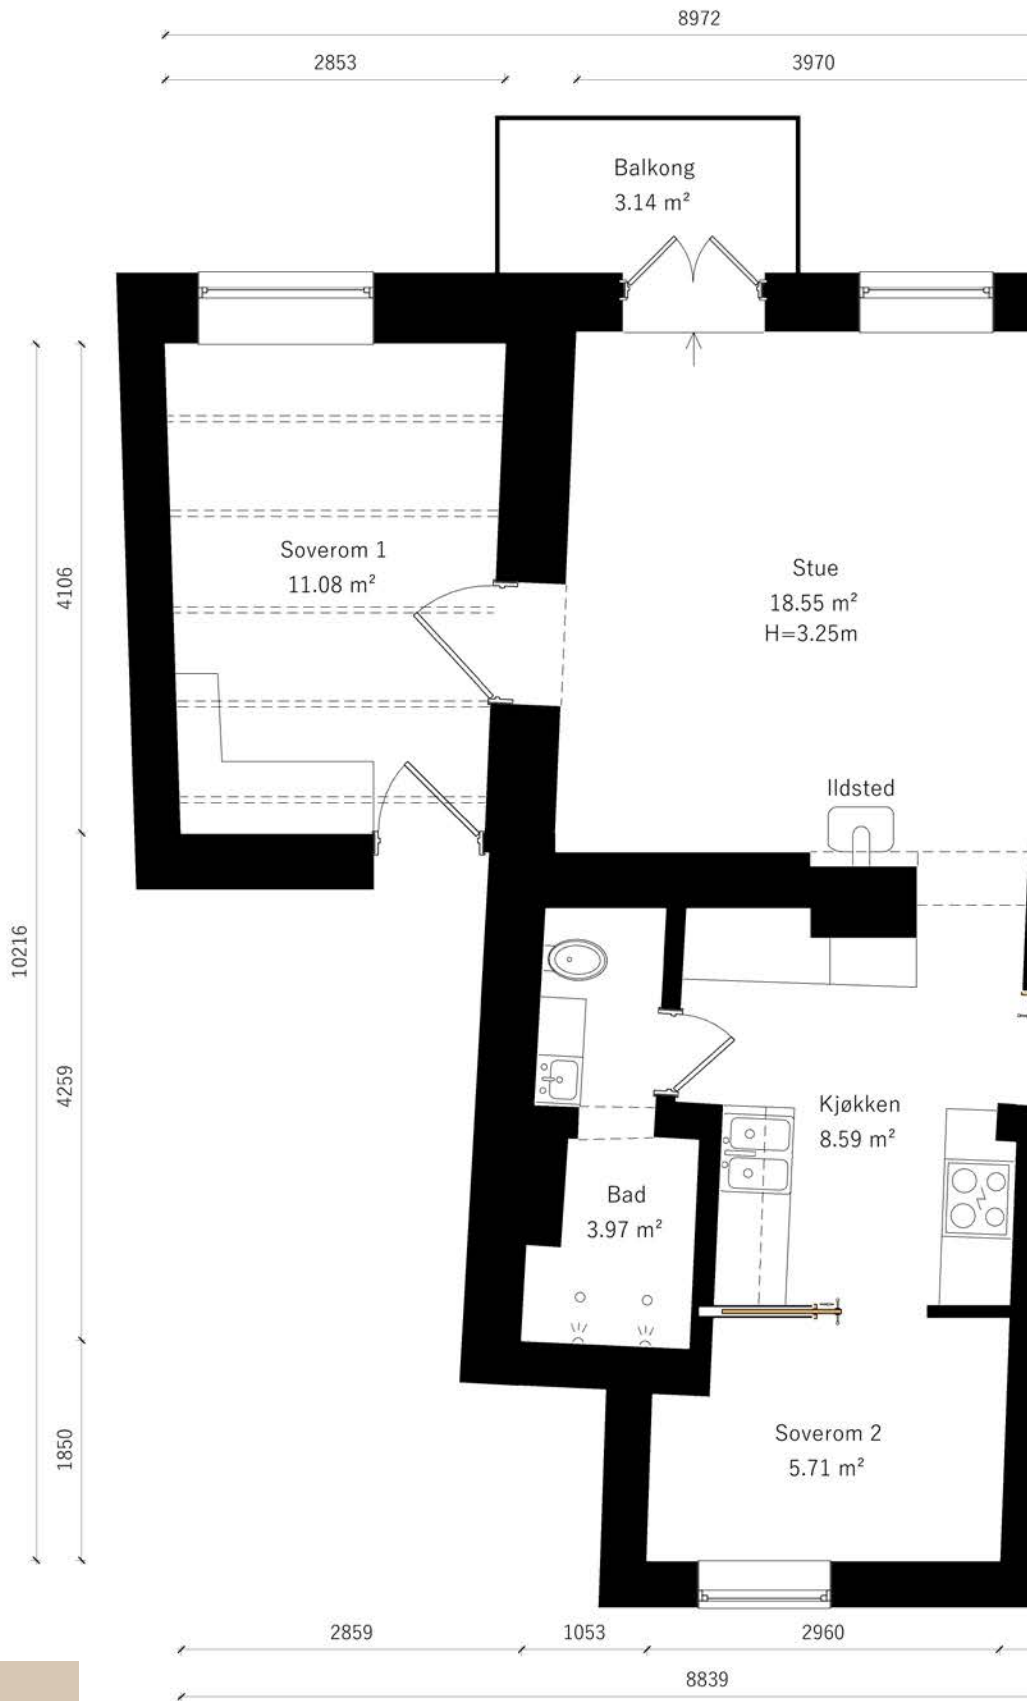 8972
2853
3970
Balkong
3.14 m²
Soverom 1
11.08 m²
Stue
18.55 m²
H=3.25m
4106
Ildsted
10216
4259
Kjøkken
8.59 m²
Bad
3.97 m²
1850
Soverom 2
5.71 m²
2859
1053
2960
8839